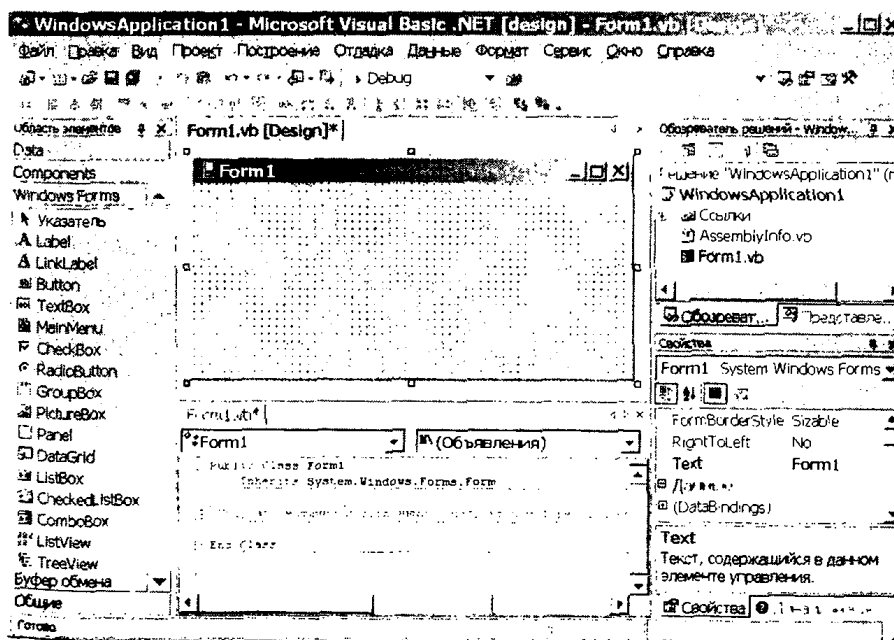 WindowsApplication1 - Microsoft Visual Basic .NET [design] - Form1.vb
Файл Правка Вид Проект Построение Отладка Данные Формат Сервис Окно Справка
Debug
Область элементов
Data
Components
Windows Forms
Указатель
Label
LinkLabel
Button
TextBox
MainMenu
CheckBox
RadioButton
GroupBox
PictureBox
Panel
DataGrid
ListBox
CheckedListBox
ComboBox
ListView
TreeView
Буфер обмена
Общие
Готово
Form1.vb [Design]*
Form1
Form1.vb*
Form1
(Объявления)
Public Class Form1
Inherits System.Windows.Forms.Form
End Class
Обозреватель решений - Window...
Решение "WindowsApplication1"
WindowsApplication1
Ссылки
AssemblyInfo.vb
Form1.vb
Обозреват...
Представле...
Свойства
Form1 System Windows Forms
FormBorderStyle Sizable
RightToLeft No
Text Form1
(DataBindings)
Text
Текст, содержащийся в данном
элементе управления.
Свойства